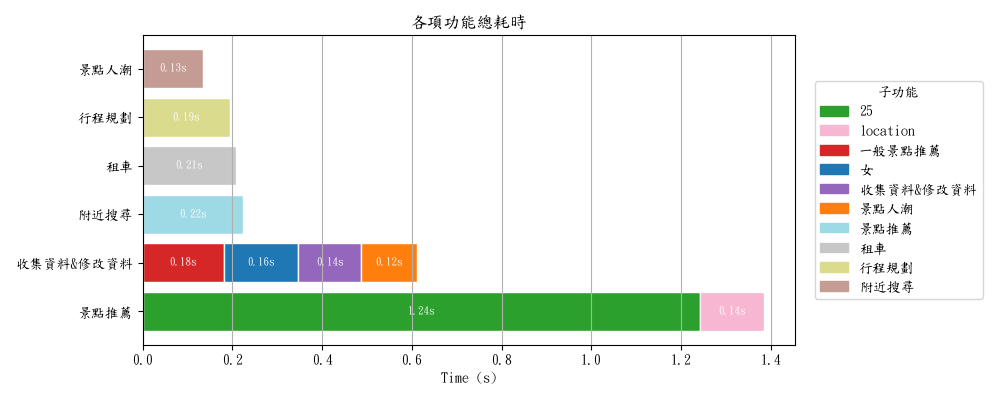 各項功能總耗時
景點人潮
0.13s
行程規劃
0.19s
租車
0.21s
附近搜尋
0.22s
收集資料&修改資料
0.18s
0.16s
0.14s
0.12s
景點推薦
1.24s
0.14s
0.0
0.2
0.4
0.6
0.8
1.0
1.2
1.4
Time (s)
子功能
25
location
一般景點推薦
女
收集資料&修改資料
景點人潮
景點推薦
租車
行程規劃
附近搜尋